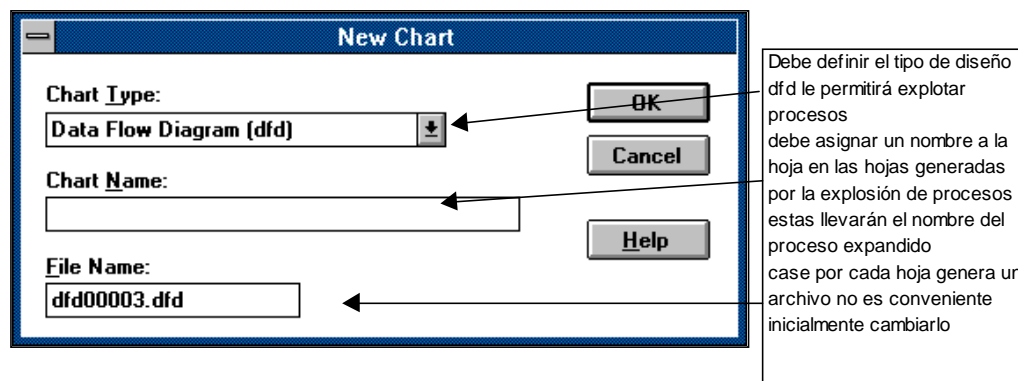 New Chart
Chart Type:
Data Flow Diagram (dfd)
Chart Name:
File Name:
dfd00003.dfd
OK
Cancel
Help
Debe definir el tipo de diseño
dfd le permitirá explotar
procesos
debe asignar un nombre a la
hoja en las hojas generadas
por la explosión de procesos
estas llevarán el nombre del
proceso expandido
case por cada hoja genera un
archivo no es conveniente
inicialmente cambiarlo